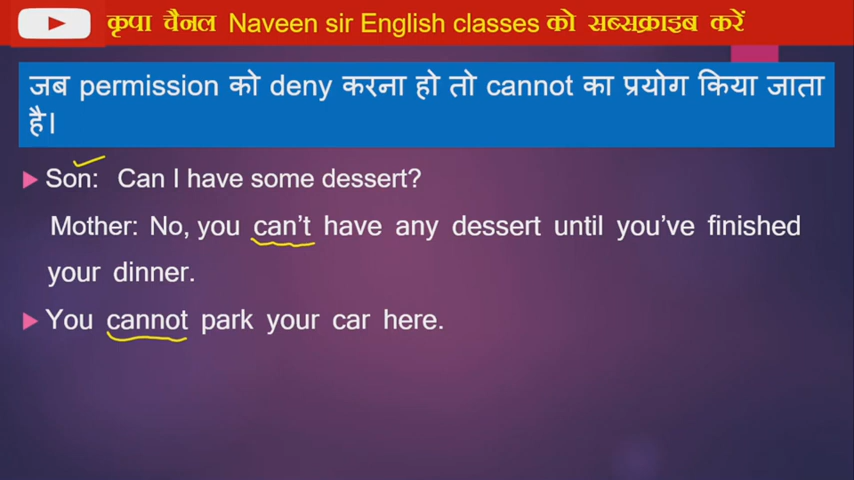 कृपा चैनल Naveen sir English classes को सब्सक्राइब करें
जब permission को deny करना हो तो cannot का प्रयोग किया जाता
है।
Son: Can I have some dessert?
Mother: No, you can't have any dessert until you've finished
your dinner.
You cannot park your car here.